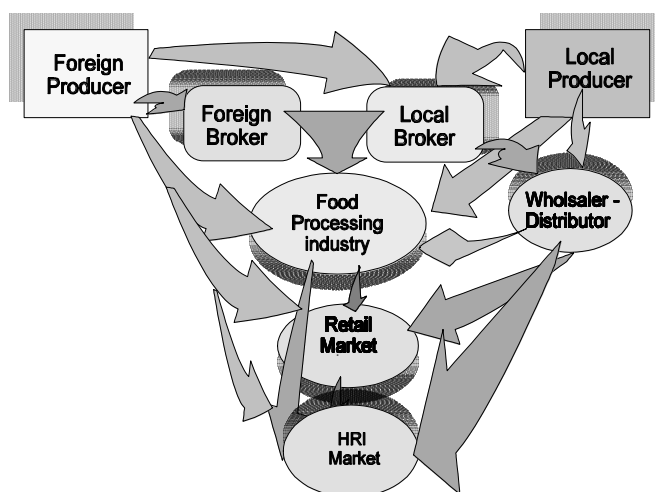 Foreign
Producer
Local
Producer
Foreign
Broker
Local
Broker
Food
Processing
industry
Wholsaler -
Distributor
Retail
Market
HRI
Market